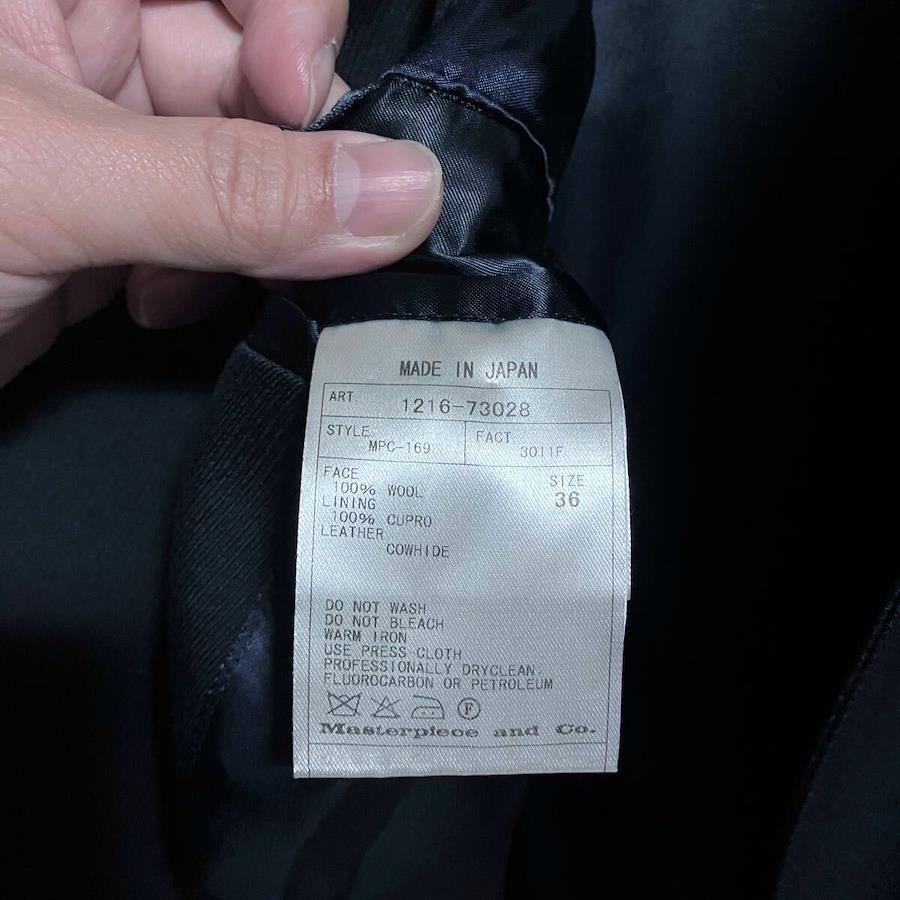 MADE IN JAPAN
ART 1216-73028
STYLE MPC-169 FACT 3011F
FACE
100% WOOL
LINING
100% CUPRO
LEATHER
COWHIDE
SIZE
36
DO NOT WASH
DO NOT BLEACH
WARM IRON
USE PRESS CLOTH
PROFESSIONALLY DRYCLEAN
FLUOROCARBON OR PETROLEUM
F
Masterpiece and Co.